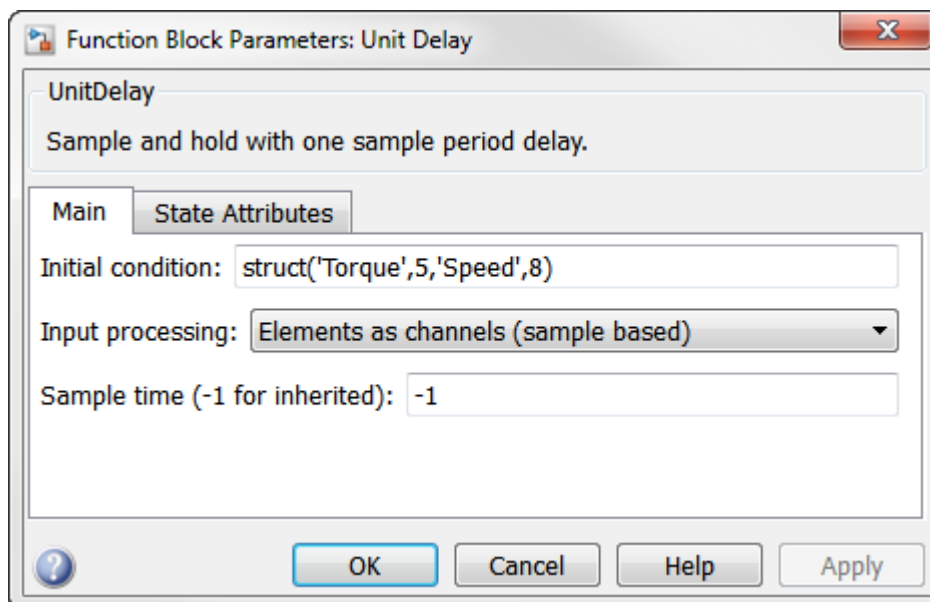 Function Block Parameters: Unit Delay
UnitDelay
Sample and hold with one sample period delay.
Main State Attributes
Initial condition: struct('Torque',5,'Speed',8)
Input processing: Elements as channels (sample based)
Sample time (-1 for inherited): -1
OK Cancel Help Apply